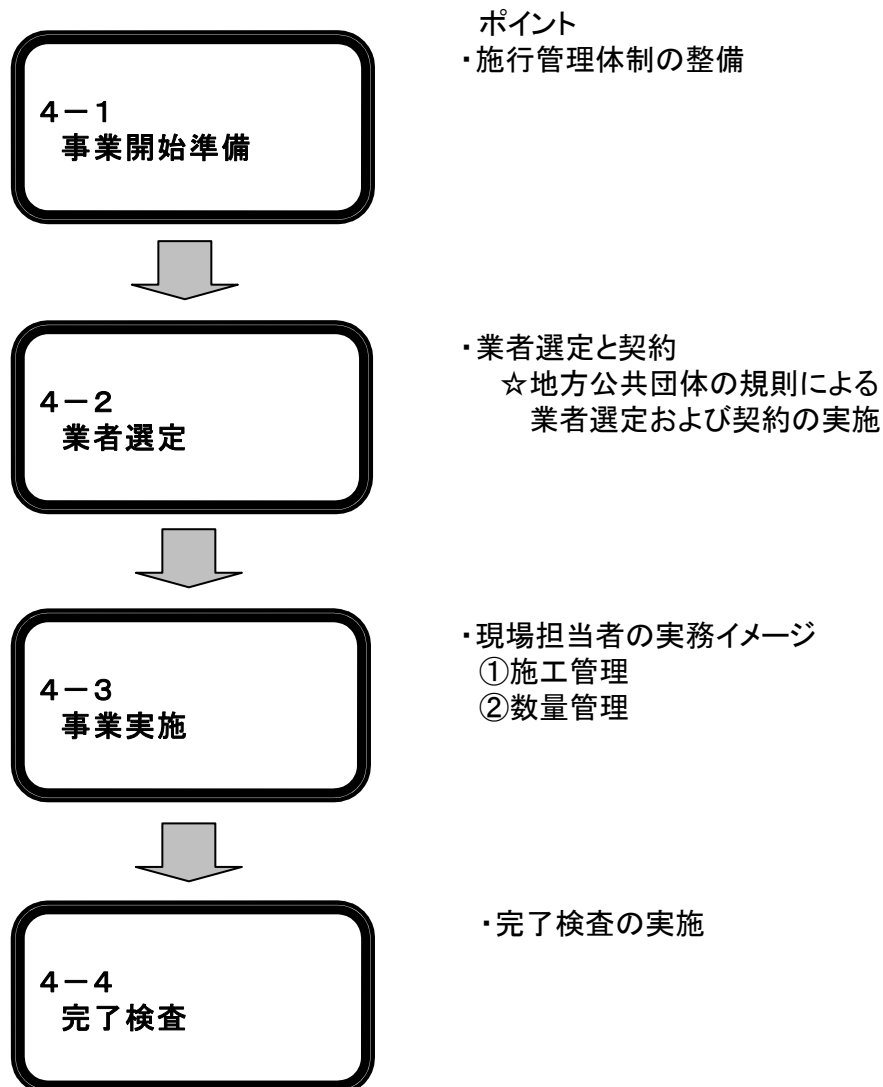 ポイント
・施行管理体制の整備
4－1
事業開始準備
・業者選定と契約
☆地方公共団体の規則による
業者選定および契約の実施
4－2
業者選定
・現場担当者の実務イメージ
①施工管理
②数量管理
4－3
事業実施
・完了検査の実施
4－4
完了検査